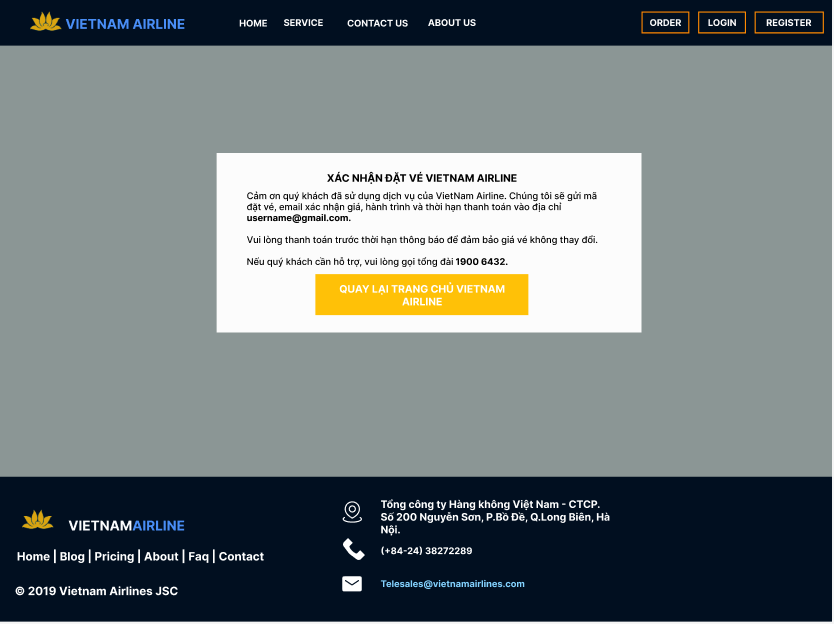 VIETNAM AIRLINE
HOME SERVICE CONTACT US ABOUT US
ORDER LOGIN REGISTER
XÁC NHẬN ĐẶT VÉ VIETNAM AIRLINE
Cảm ơn quý khách đã sử dụng dịch vụ của VietNam Airline. Chúng tôi sẽ gửi mã
đặt vé, email xác nhận giá, hành trình và thời hạn thanh toán vào địa chỉ
username@gmail.com.
Vui lòng thanh toán trước thời hạn thông báo để đảm bảo giá vé không thay đổi.
Nếu quý khách cần hỗ trợ, vui lòng gọi tổng đài 1900 6432.
QUAY LẠI TRANG CHỦ VIETNAM
AIRLINE
VIETNAMAIRLINE
Home | Blog | Pricing | About | Faq | Contact
© 2019 Vietnam Airlines JSC
Tổng công ty Hàng không Việt Nam - CTCP.
Số 200 Nguyễn Sơn, P.Bồ Đề, Q.Long Biên, Hà
Nội.
(+84-24) 38272289
Telesales@vietnamairlines.com